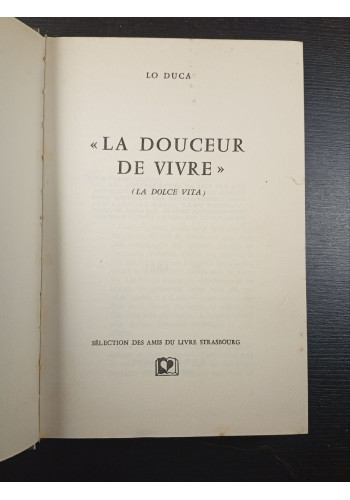 LO DUCA
« LA DOUCEUR
DE VIVRE »
(LA DOLCE VITA)
SÉLECTION DES AMIS DU LIVRE STRASBOURG